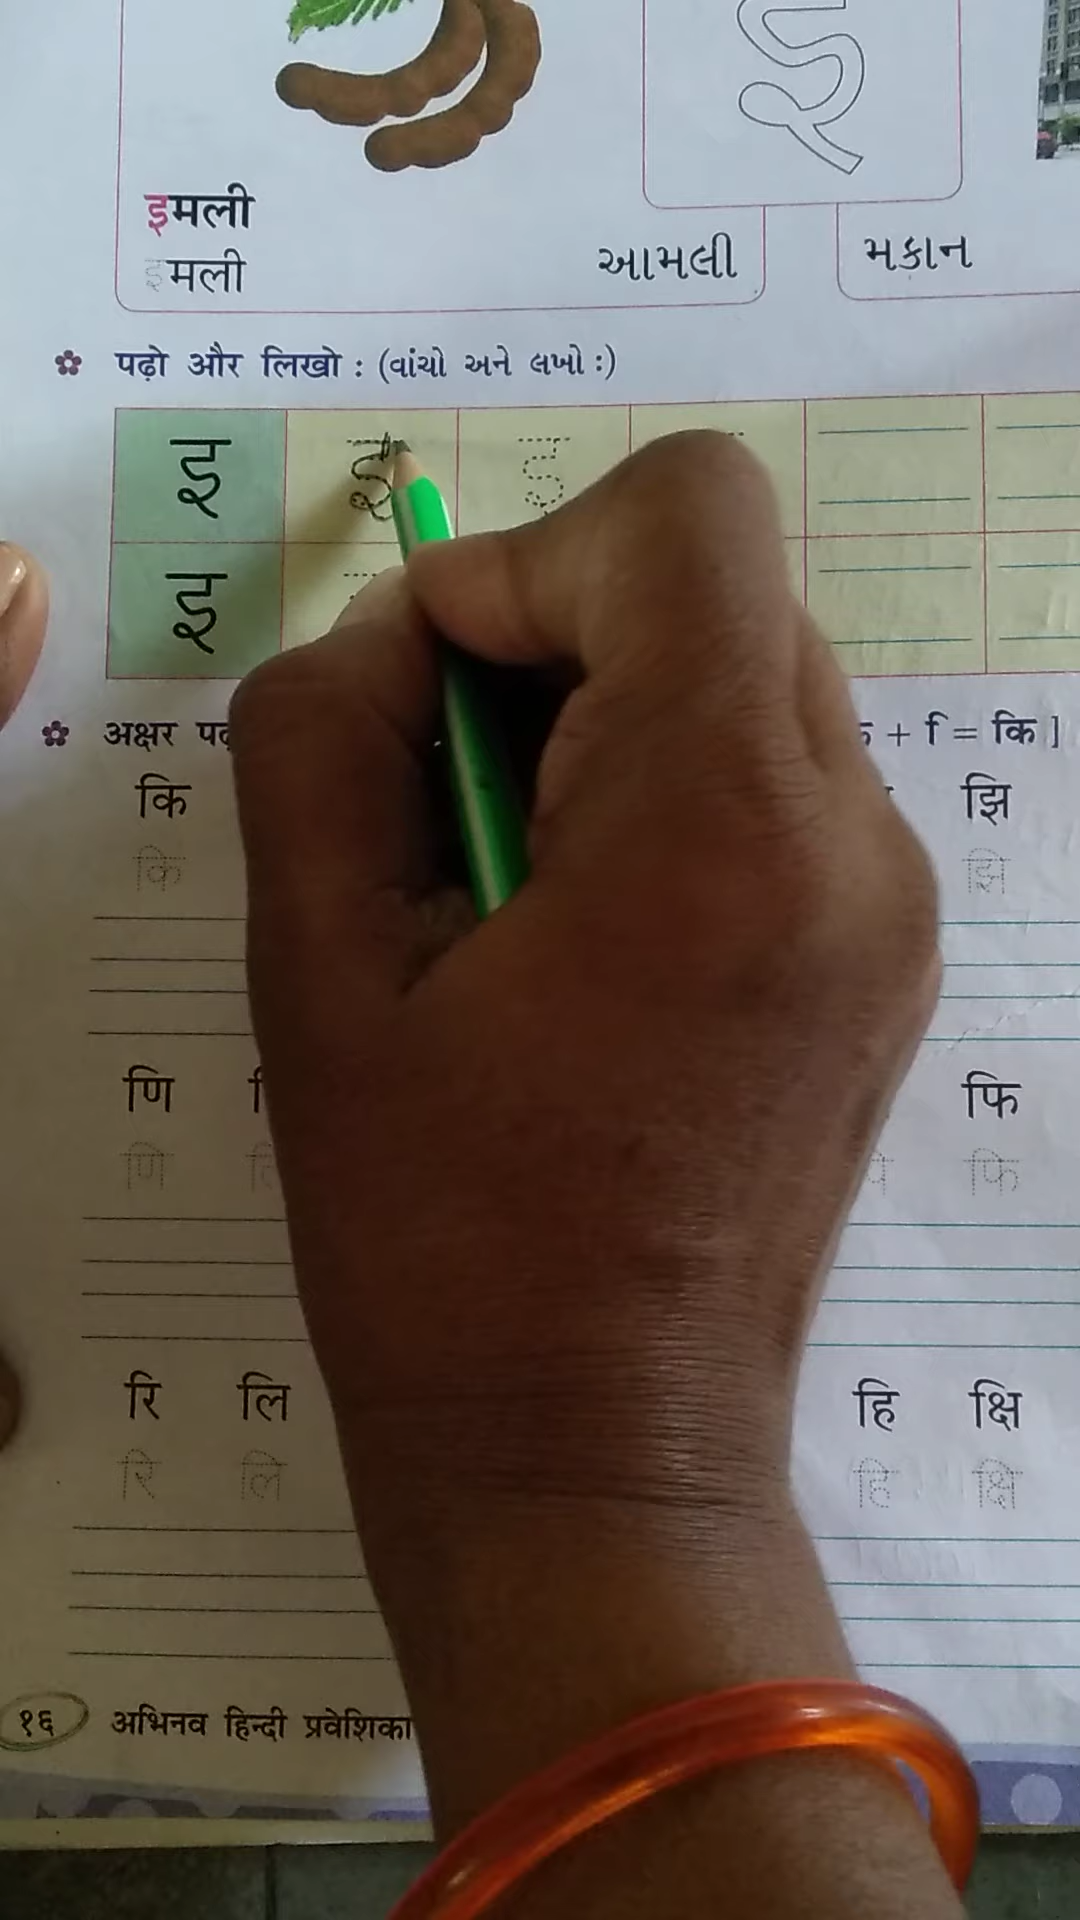 इ
इमली
इमली
આમલી
મકાન
पढ़ो और लिखो : (વાંચો અને લખો :)
इ इ इ
इ
अक्षर
+ ि = कि ]
कि झि
कि झि
णि फि
णि फि
रि लि हि क्षि
रि लि हि क्षि
१६ अभिनव हिन्दी प्रवेशिका